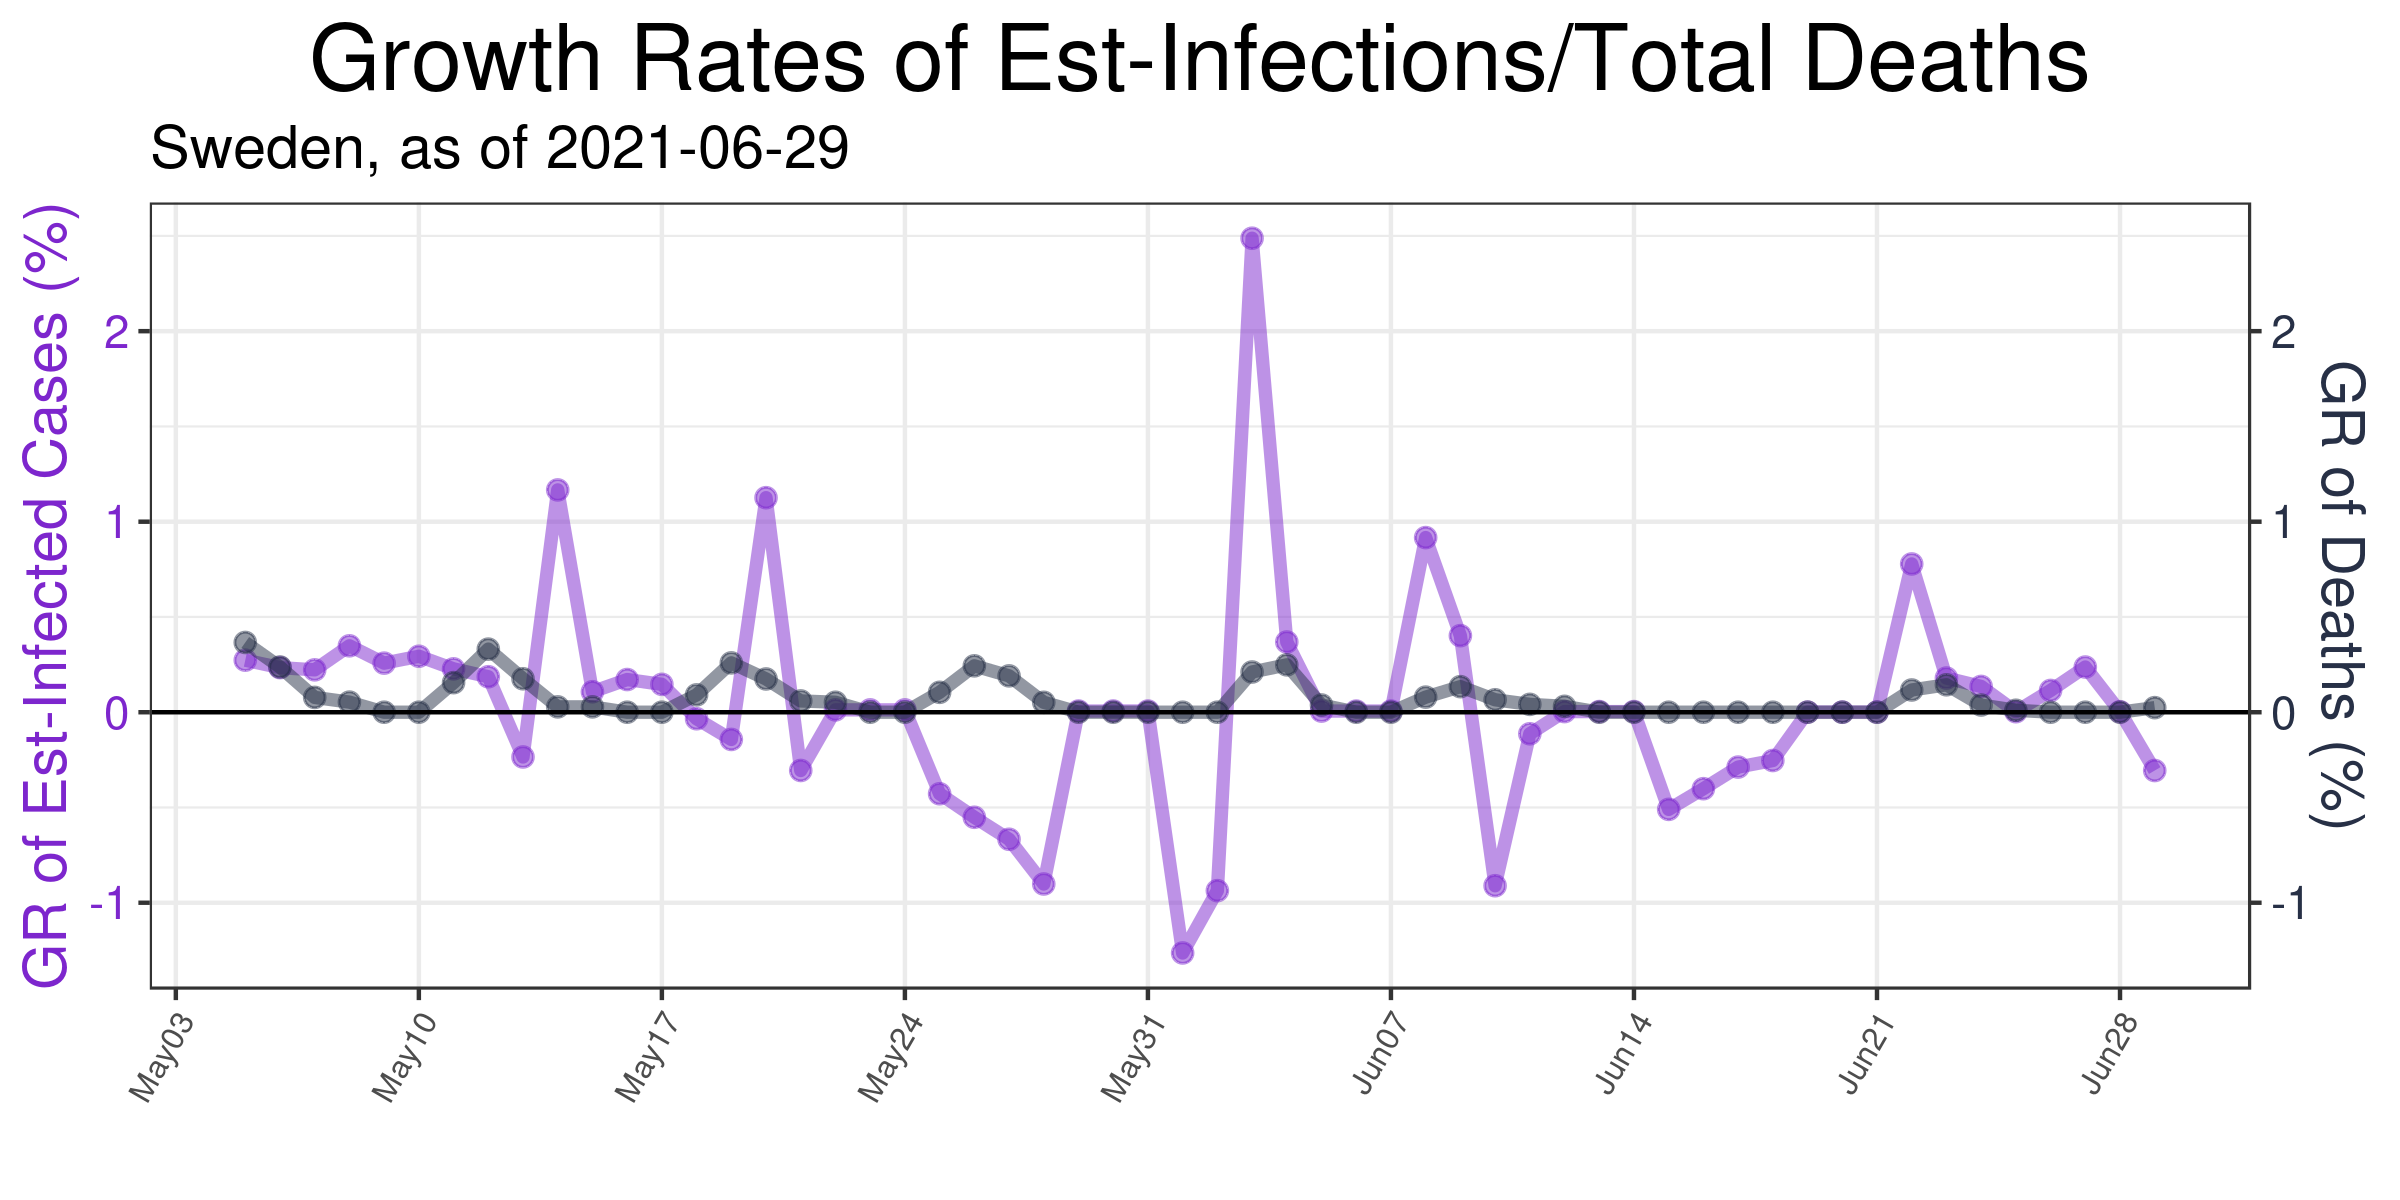 Growth Rates of Est-Infections/Total Deaths
Sweden, as of 2021-06-29
GR of Est-Infected Cases (%)
2
1
0
-1
2
1
0
-1
GR of Deaths (%)
May03
May10
May17
May24
May31
Jun07
Jun14
Jun21
Jun28